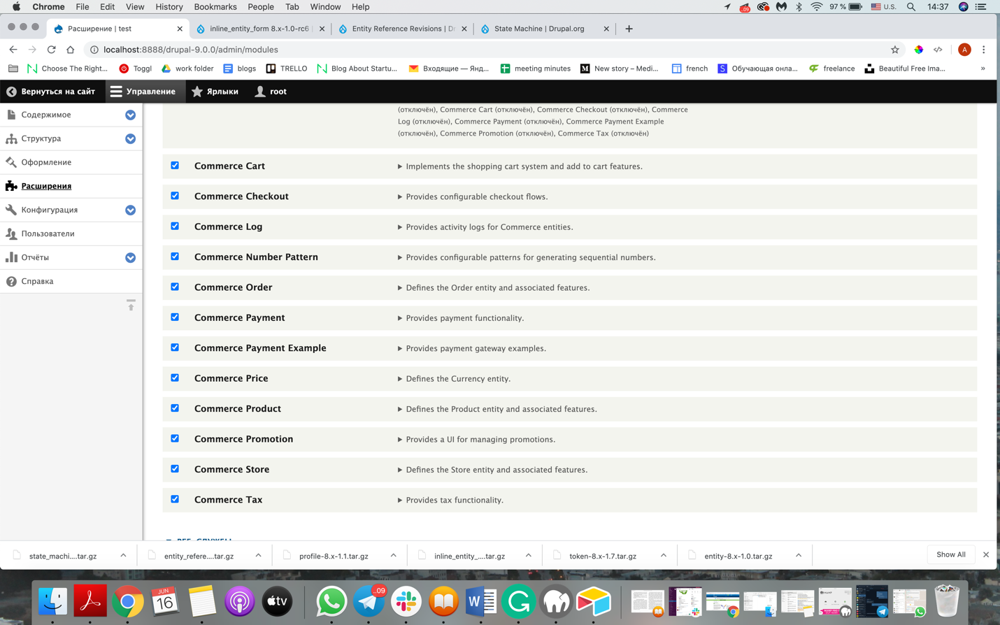 Chrome File Edit View History Bookmarks People Tab Window Help 97 % U.S. 14:37
Расширение | test inline_entity_form 8.x-1.0-rc6 Entity Reference Revisions | Dr State Machine | Drupal.org
localhost:8888/drupal-9.0.0/admin/modules A
Choose The Right... Toggl work folder blogs TRELLO Blog About Startu... Входящие — Янд... meeting minutes New story – Medi... french Обучающая онла... freelance Beautiful Free Ima... »
Вернуться на сайт Управление Ярлыки root
Содержимое
Структура
Оформление
Расширения
Конфигурация
Пользователи
Отчёты
Справка
(отключён), Commerce Cart (отключён), Commerce Checkout (отключён), Commerce
Log (отключён), Commerce Payment (отключён), Commerce Payment Example
(отключён), Commerce Promotion (отключён), Commerce Tax (отключён)
Commerce Cart Implements the shopping cart system and add to cart features.
Commerce Checkout Provides configurable checkout flows.
Commerce Log Provides activity logs for Commerce entities.
Commerce Number Pattern Provides configurable patterns for generating sequential numbers.
Commerce Order Defines the Order entity and associated features.
Commerce Payment Provides payment functionality.
Commerce Payment Example Provides payment gateway examples.
Commerce Price Defines the Currency entity.
Commerce Product Defines the Product entity and associated features.
Commerce Promotion Provides a UI for managing promotions.
Commerce Store Defines the Store entity and associated features.
Commerce Tax Provides tax functionality.
state_machi....tar.gz entity_refere....tar.gz profile-8.x-1.1.tar.gz inline_entity_....tar.gz token-8.x-1.7.tar.gz entity-8.x-1.0.tar.gz Show All
JUN
16
tv
..09
W